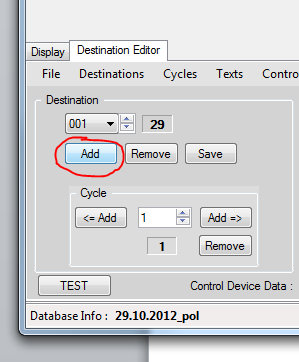 Display Destination Editor
File Destinations Cycles Texts Contro
Destination
001 29
Add Remove Save
Cycle
<= Add 1 Add =>
1 Remove
TEST Control Device Data :
Database Info : 29.10.2012_pol